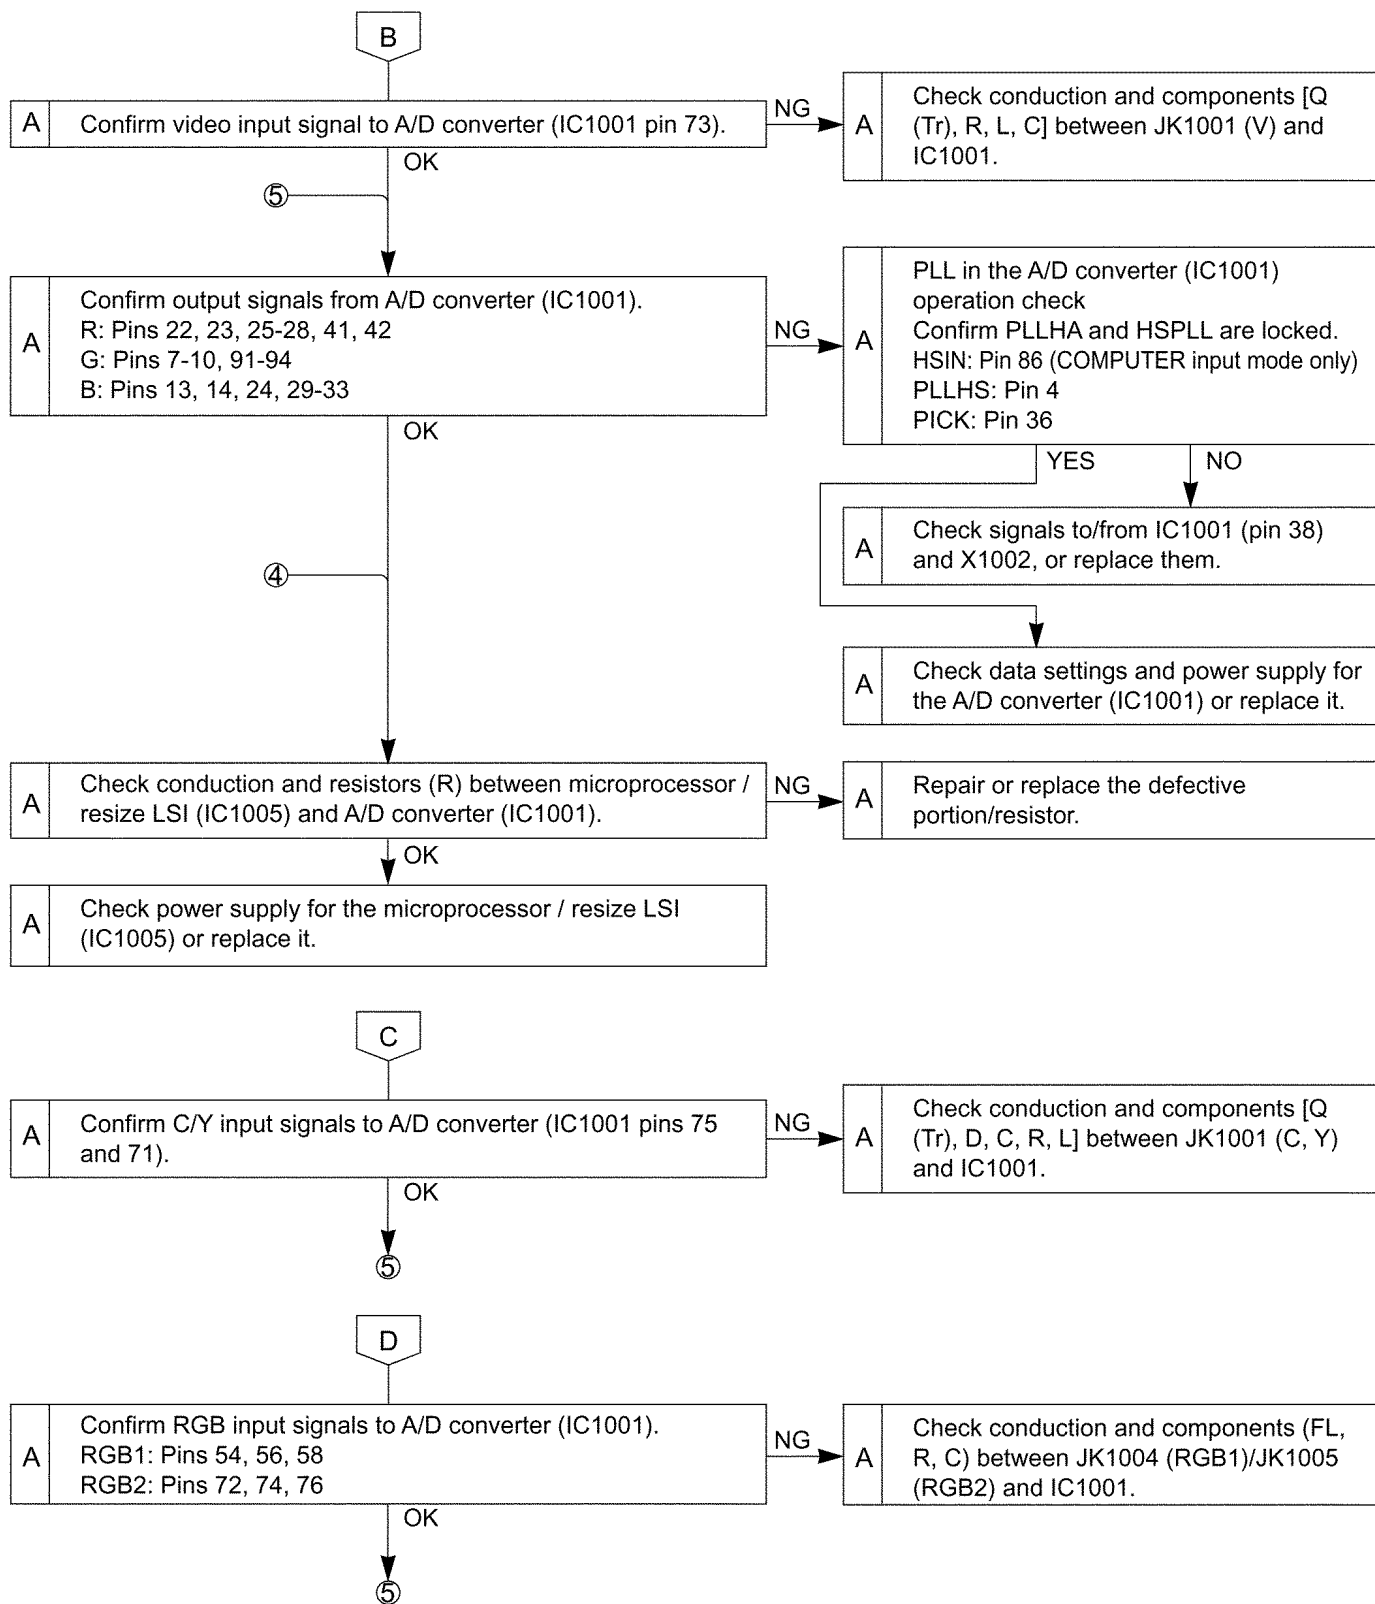 B
A
Confirm video input signal to A/D converter (IC1001 pin 73).
NG
A
Check conduction and components [Q
(Tr), R, L, C] between JK1001 (V) and
IC1001.
OK
⑤
A
Confirm output signals from A/D converter (IC1001).
R: Pins 22, 23, 25-28, 41, 42
G: Pins 7-10, 91-94
B: Pins 13, 14, 24, 29-33
NG
A
PLL in the A/D converter (IC1001)
operation check
Confirm PLLHA and HSPLL are locked.
HSIN: Pin 86 (COMPUTER input mode only)
PLLHS: Pin 4
PICK: Pin 36
OK
YES
NO
A
Check signals to/from IC1001 (pin 38)
and X1002, or replace them.
④
A
Check data settings and power supply for
the A/D converter (IC1001) or replace it.
A
Check conduction and resistors (R) between microprocessor /
resize LSI (IC1005) and A/D converter (IC1001).
NG
A
Repair or replace the defective
portion/resistor.
OK
A
Check power supply for the microprocessor / resize LSI
(IC1005) or replace it.
C
A
Confirm C/Y input signals to A/D converter (IC1001 pins 75
and 71).
NG
A
Check conduction and components [Q
(Tr), D, C, R, L] between JK1001 (C, Y)
and IC1001.
OK
⑤
D
A
Confirm RGB input signals to A/D converter (IC1001).
RGB1: Pins 54, 56, 58
RGB2: Pins 72, 74, 76
NG
A
Check conduction and components (FL,
R, C) between JK1004 (RGB1)/JK1005
(RGB2) and IC1001.
OK
⑤